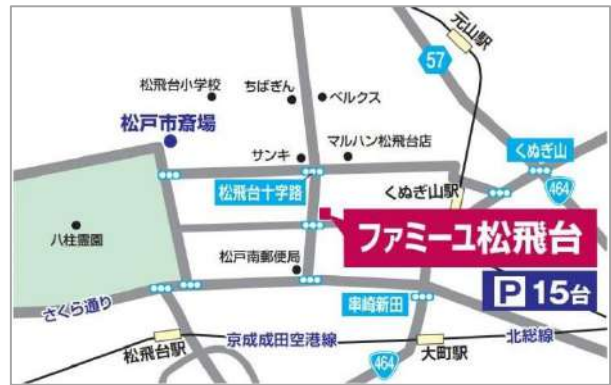 元山駅
57
松飛台小学校
ちばぎん
ベルクス
松戸市斎場
サンキ
マルハン松飛台店
くぬぎ山
464
松飛台十字路
くぬぎ山駅
ファミーユ松飛台
八柱霊園
松戸南郵便局
P 15台
さくら通り
串崎新田
松飛台駅
京成成田空港線
大町駅
北総線
464